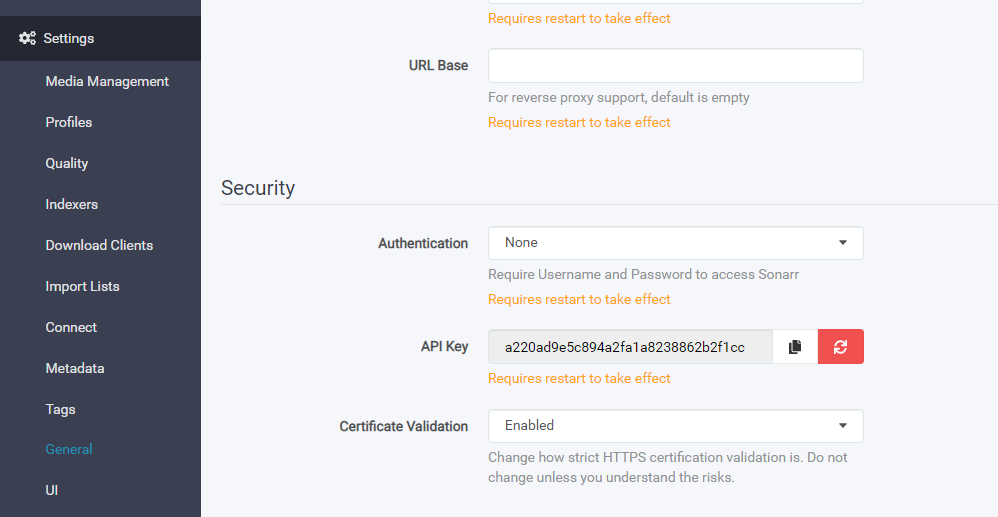 Requires restart to take effect
Settings
URL Base
Media Management
For reverse proxy support, default is empty
Profiles
Requires restart to take effect
Quality
Security
Indexers
Authentication None
Download Clients
Require Username and Password to access Sonarr
Import Lists
Requires restart to take effect
Connect
API Key a220ad9e5c894a2fa1a8238862b2f1cc
Metadata
Requires restart to take effect
Tags
Certificate Validation Enabled
General
Change how strict HTTPS certification validation is. Do not
change unless you understand the risks.
UI